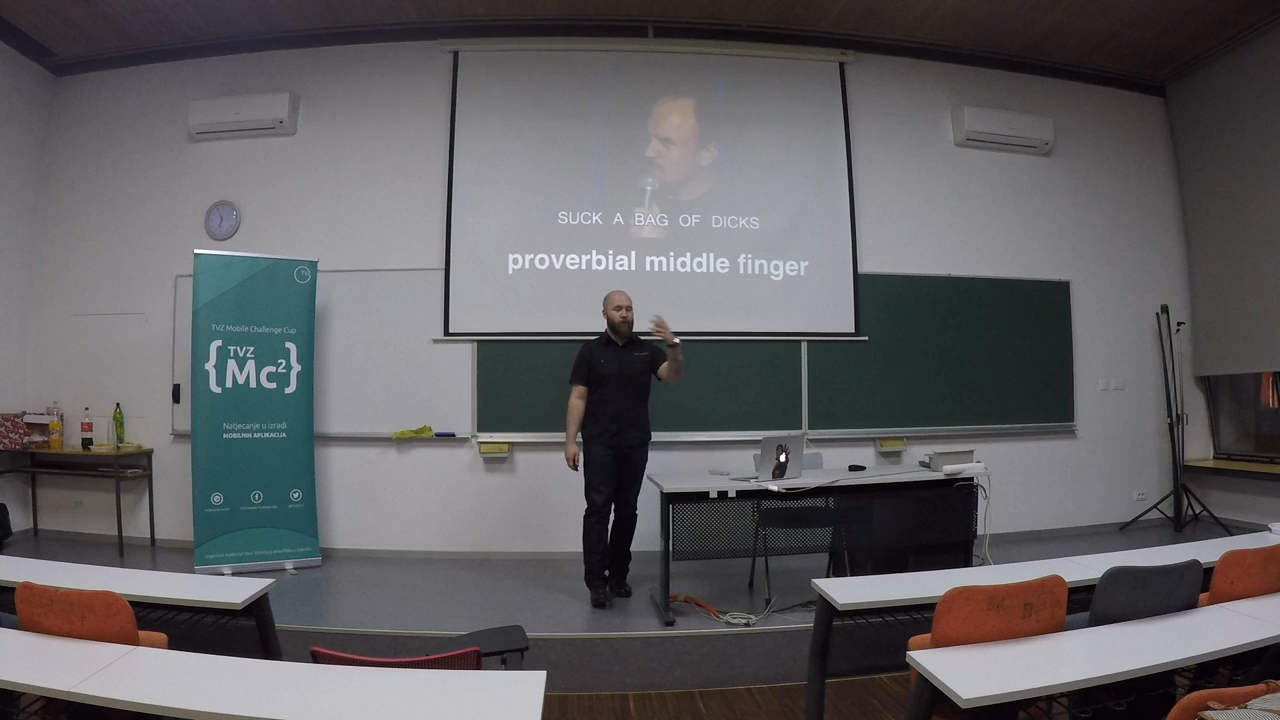 SUCK A BAG OF DICKS
proverbial middle finger
TVZ Mobile Challenge Cup
{TVZ
Mc²}
Natjecanje u izradi
MOBILNIH APLIKACIJA